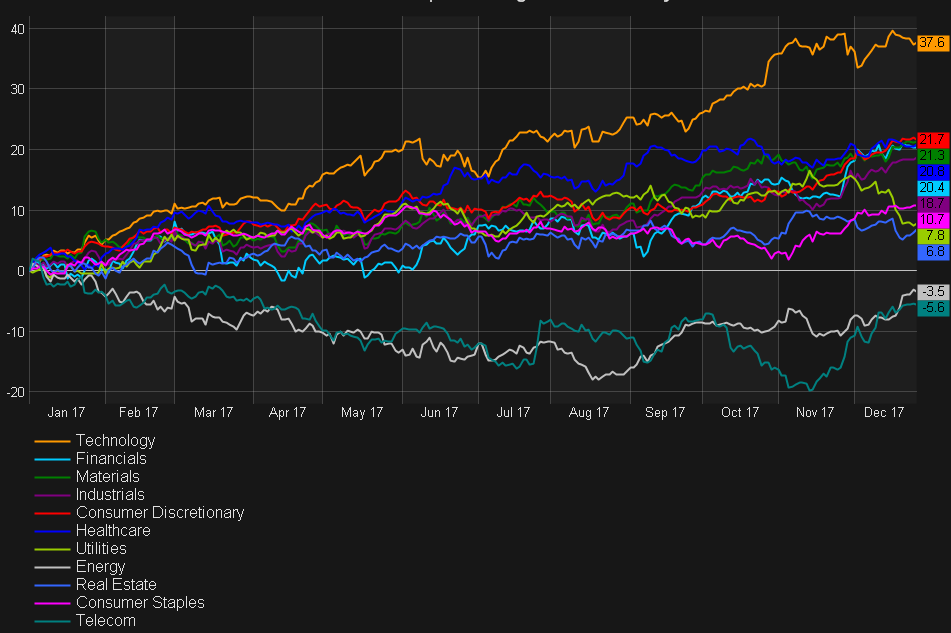 40
37.6
30
21.7
20
21.3
20.4
18.7
10
10.7
7.8
6.8
0
-3.5
-5.6
-10
-20
Jan 17 Feb 17 Mar 17 Apr 17 May 17 Jun 17 Jul 17 Aug 17 Sep 17 Oct 17 Nov 17 Dec 17
Technology
Financials
Materials
Industrials
Consumer Discretionary
Healthcare
Utilities
Energy
Real Estate
Consumer Staples
Telecom